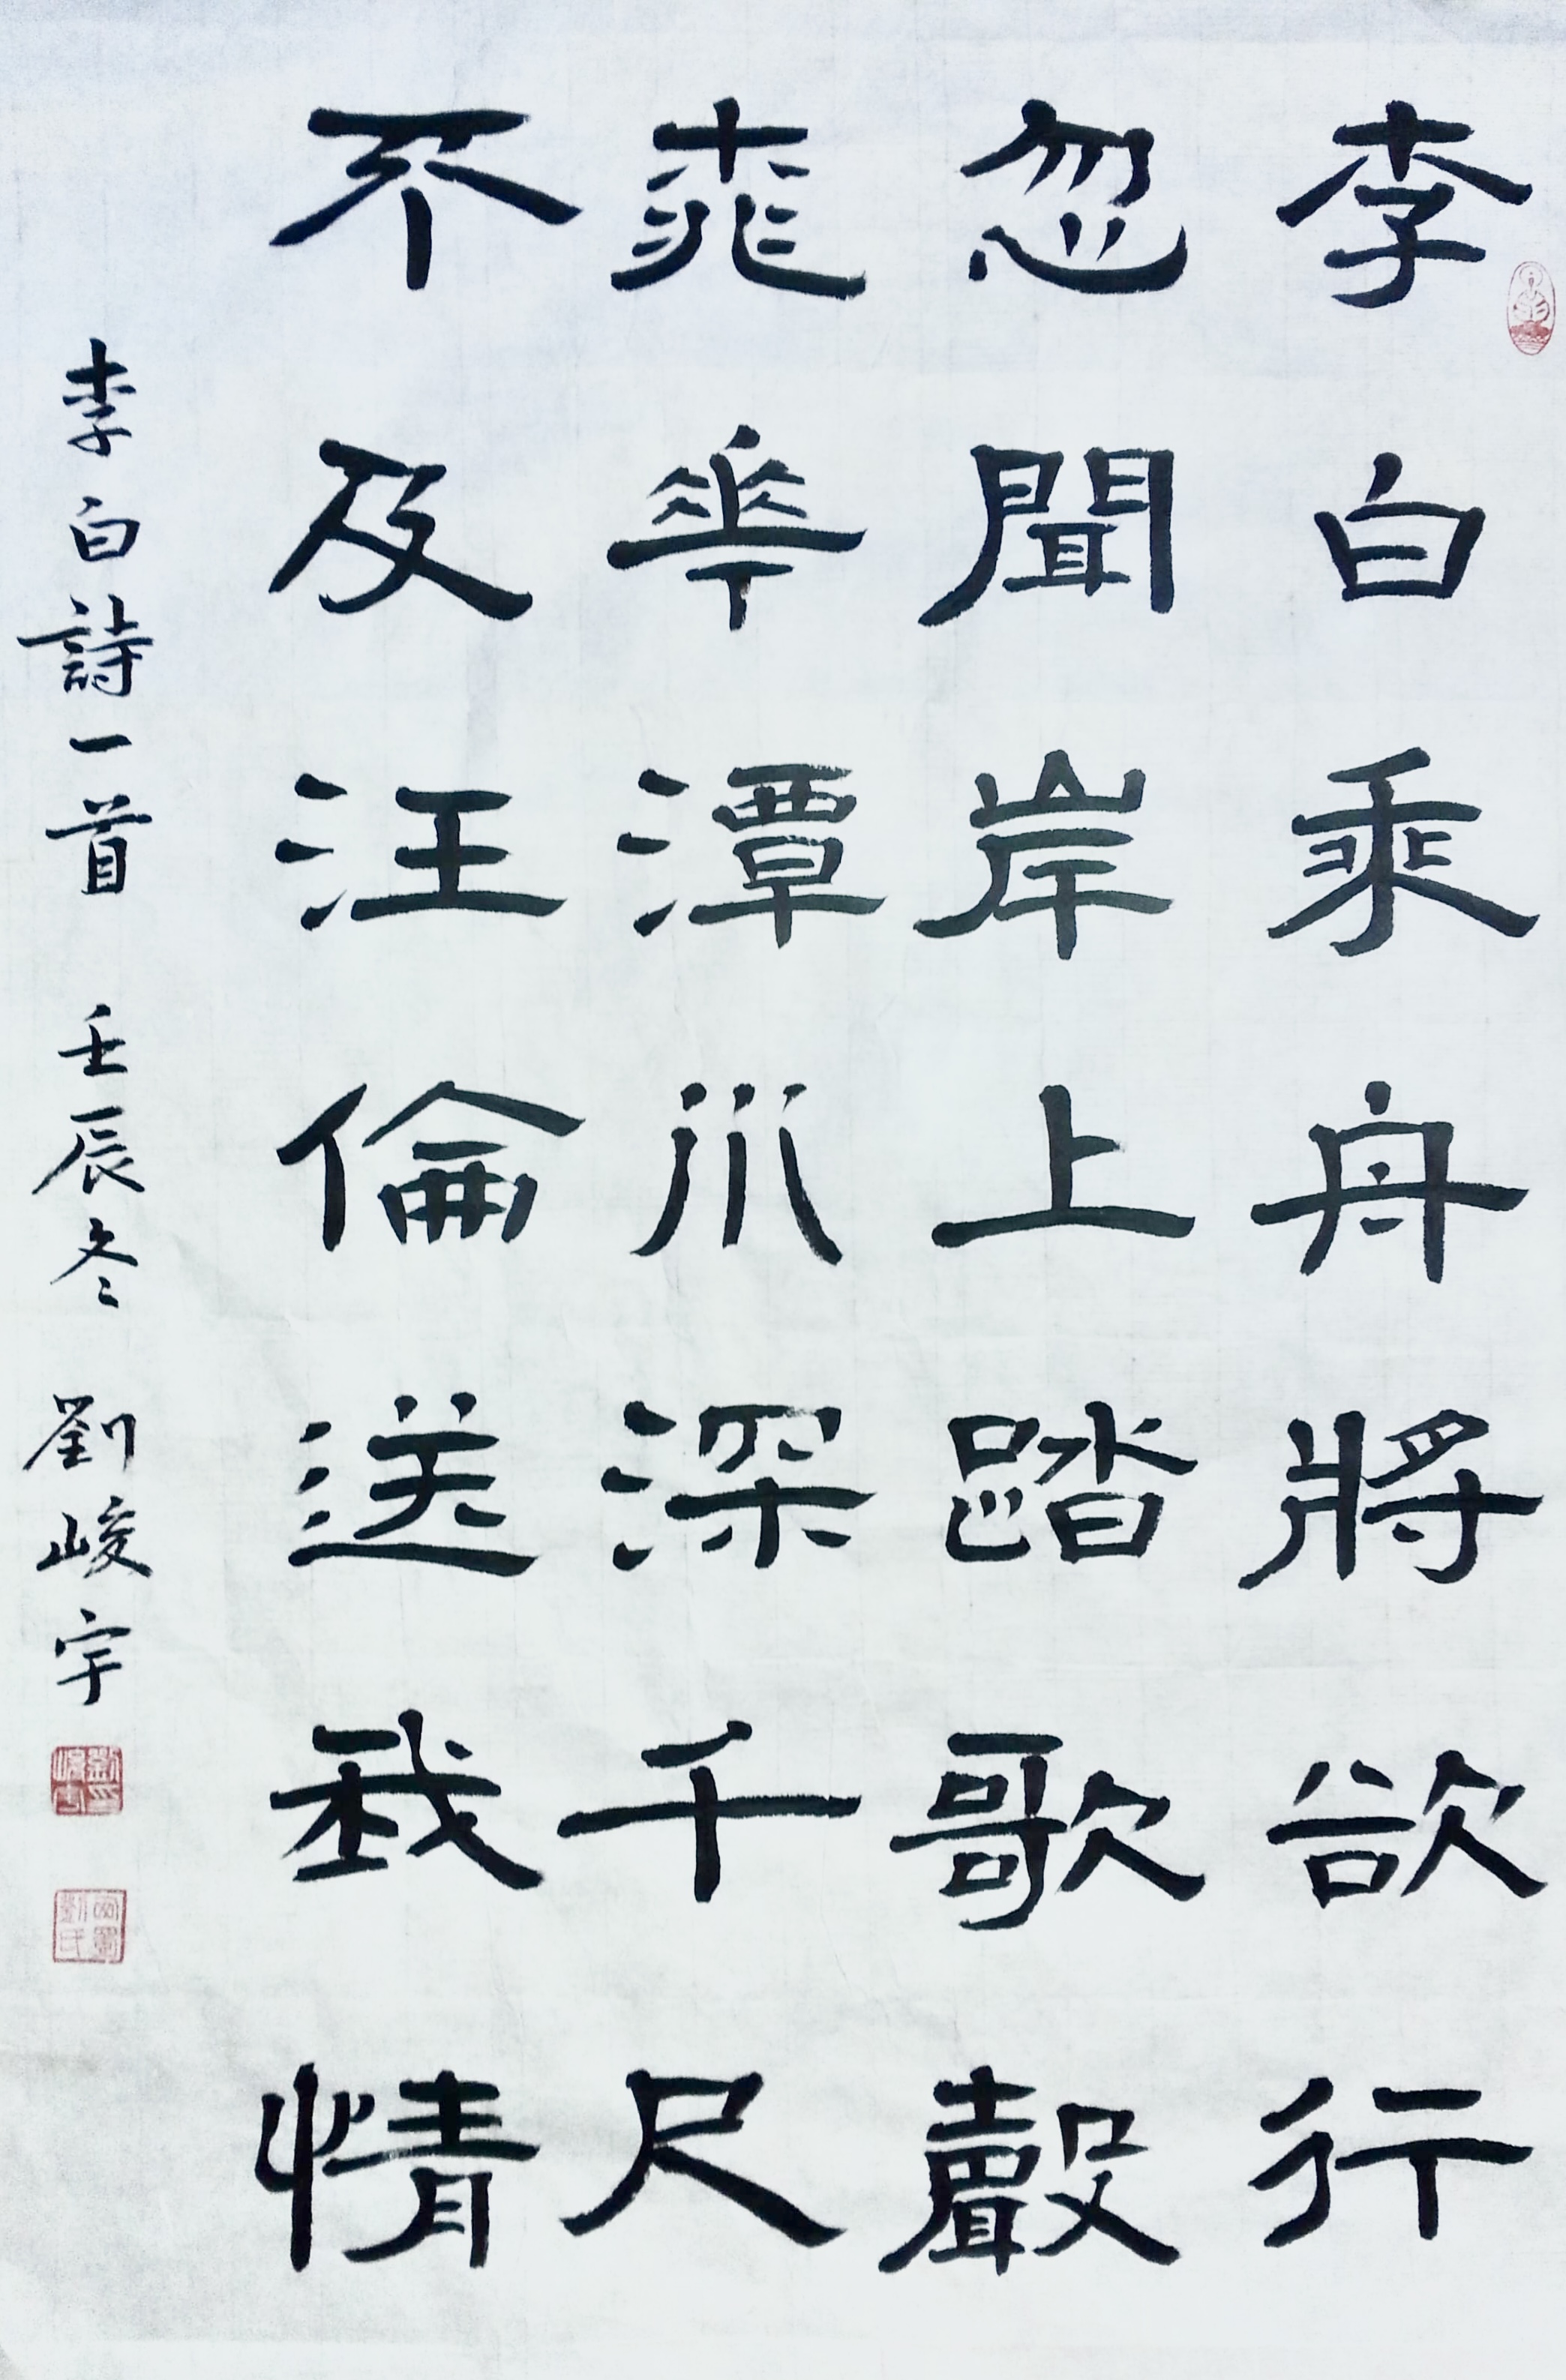 李白乘舟將欲行
忽聞岸上踏歌聲
桃華潭水深千尺
不及汪倫送我情
李白詩一首 壬辰冬 劉峻宇